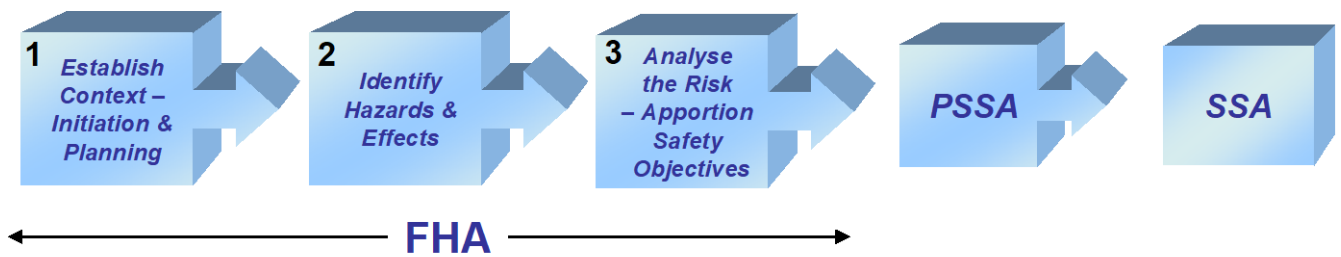 1
Establish
Context –
Initiation &
Planning
2
Identify
Hazards &
Effects
3
Analyse
the Risk
– Apportion
Safety
Objectives
PSSA
SSA
FHA